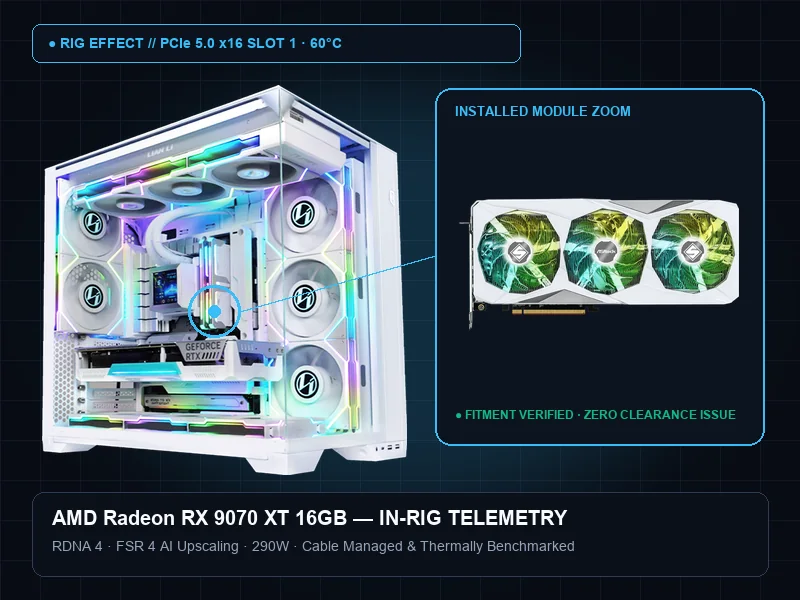 ● RIG EFFECT // PCIe 5.0 x16 SLOT 1 · 60°C
INSTALLED MODULE ZOOM
LIAN LI
GEFORCE
RTX
● FITMENT VERIFIED · ZERO CLEARANCE ISSUE
AMD Radeon RX 9070 XT 16GB — IN-RIG TELEMETRY
RDNA 4 · FSR 4 AI Upscaling · 290W · Cable Managed & Thermally Benchmarked